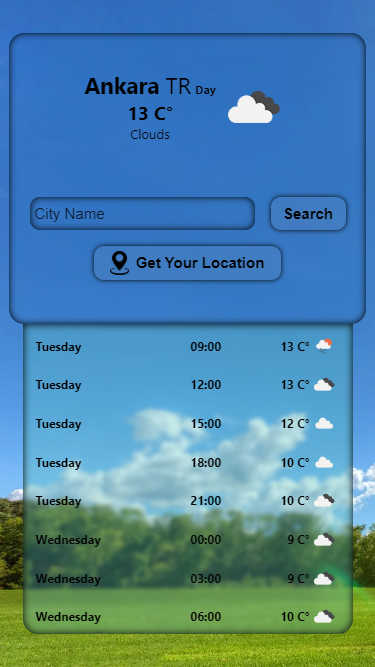 Ankara TR Day
13 C°
Clouds
City Name
Search
Get Your Location
Tuesday 09:00 13 C°
Tuesday 12:00 13 C°
Tuesday 15:00 12 C°
Tuesday 18:00 10 C°
Tuesday 21:00 10 C°
Wednesday 00:00 9 C°
Wednesday 03:00 9 C°
Wednesday 06:00 10 C°